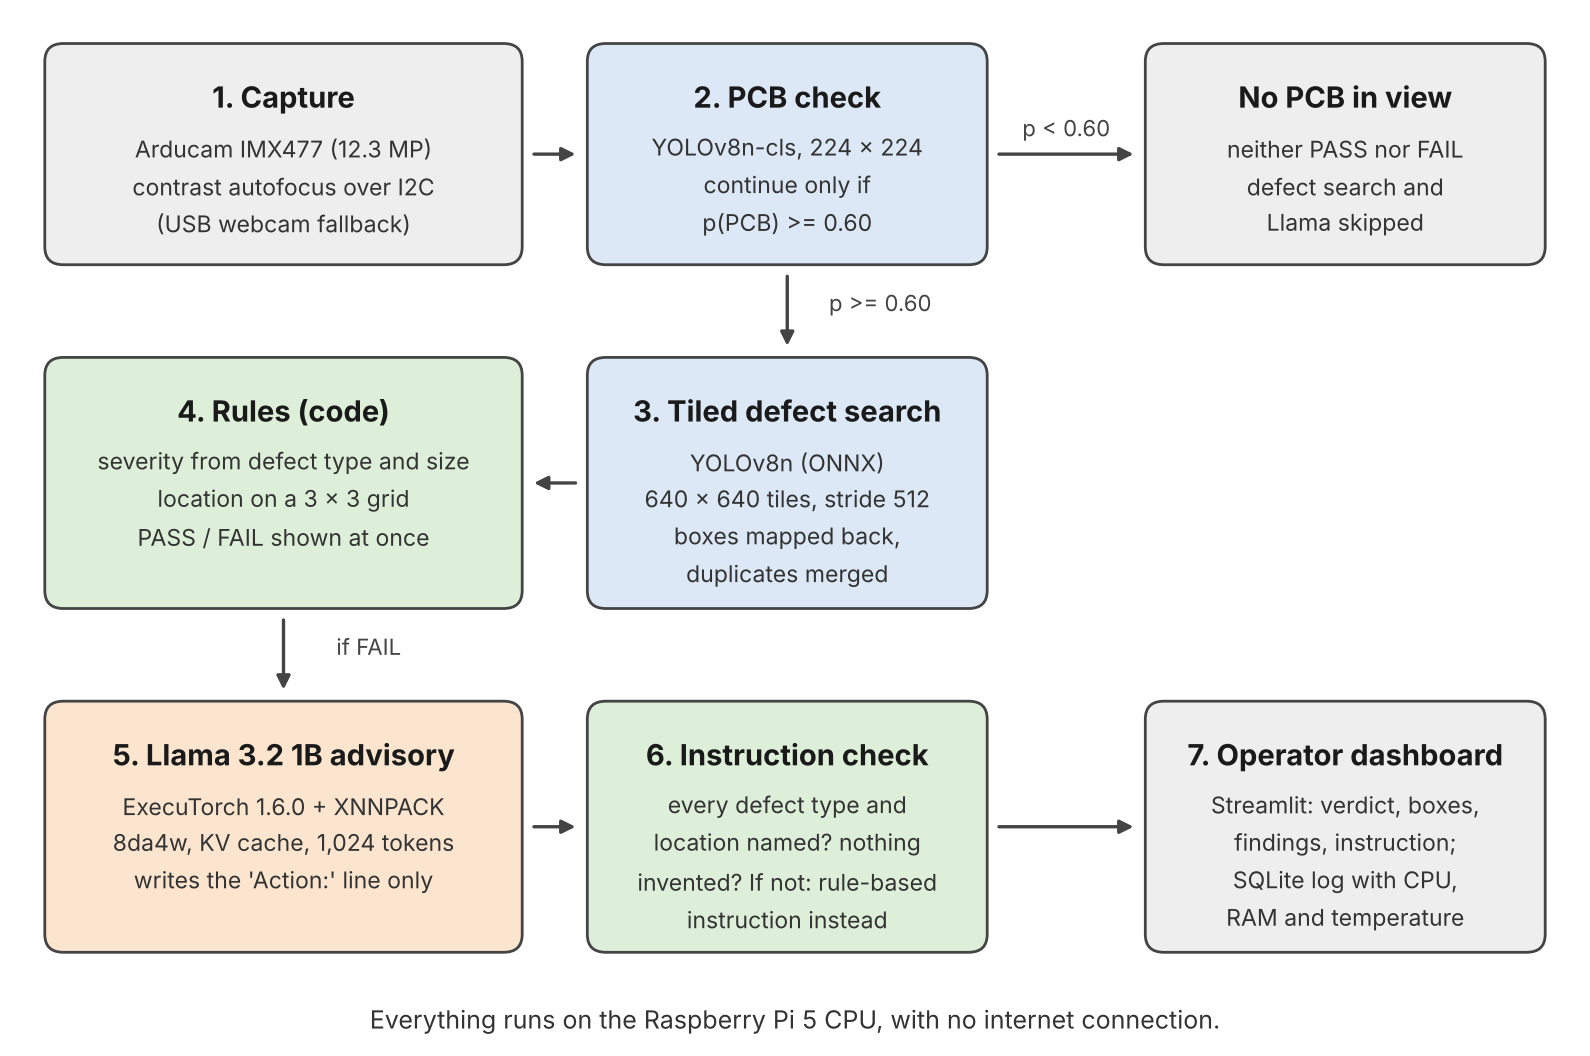 1. Capture
Arducam IMX477 (12.3 MP)
contrast autofocus over I2C
(USB webcam fallback)
2. PCB check
YOLOv8n-cls, 224 × 224
continue only if
p(PCB) >= 0.60
p < 0.60
No PCB in view
neither PASS nor FAIL
defect search and
Llama skipped
p >= 0.60
4. Rules (code)
severity from defect type and size
location on a 3 × 3 grid
PASS / FAIL shown at once
3. Tiled defect search
YOLOv8n (ONNX)
640 × 640 tiles, stride 512
boxes mapped back,
duplicates merged
if FAIL
5. Llama 3.2 1B advisory
ExecuTorch 1.6.0 + XNNPACK
8da4w, KV cache, 1,024 tokens
writes the 'Action:' line only
6. Instruction check
every defect type and
location named? nothing
invented? If not: rule-based
instruction instead
7. Operator dashboard
Streamlit: verdict, boxes,
findings, instruction;
SQLite log with CPU,
RAM and temperature
Everything runs on the Raspberry Pi 5 CPU, with no internet connection.